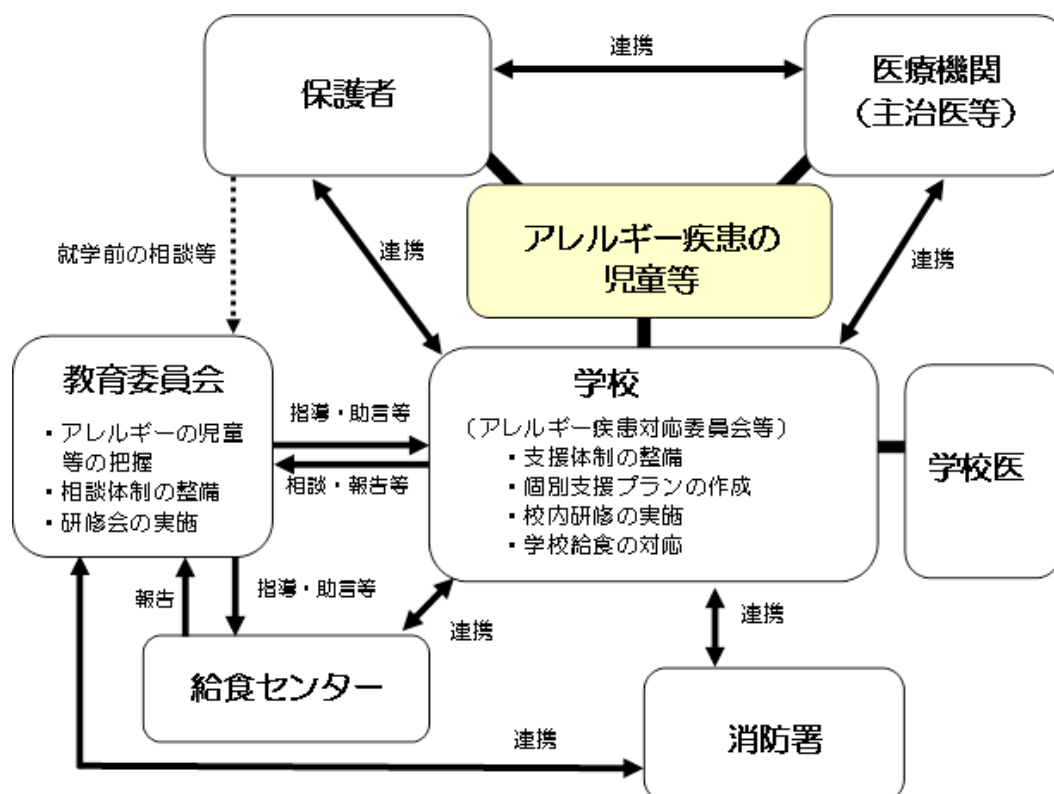 保護者
連携
医療機関
（主治医等）
アレルギー疾患の
児童等
就学前の相談等
連携
連携
教育委員会
・アレルギーの児童
等の把握
・相談体制の整備
・研修会の実施
指導・助言等
相談・報告等
学校
（アレルギー疾患対応委員会等）
・支援体制の整備
・個別支援プランの作成
・校内研修の実施
・学校給食の対応
学校医
報告
指導・助言等
連携
連携
給食センター
連携
消防署